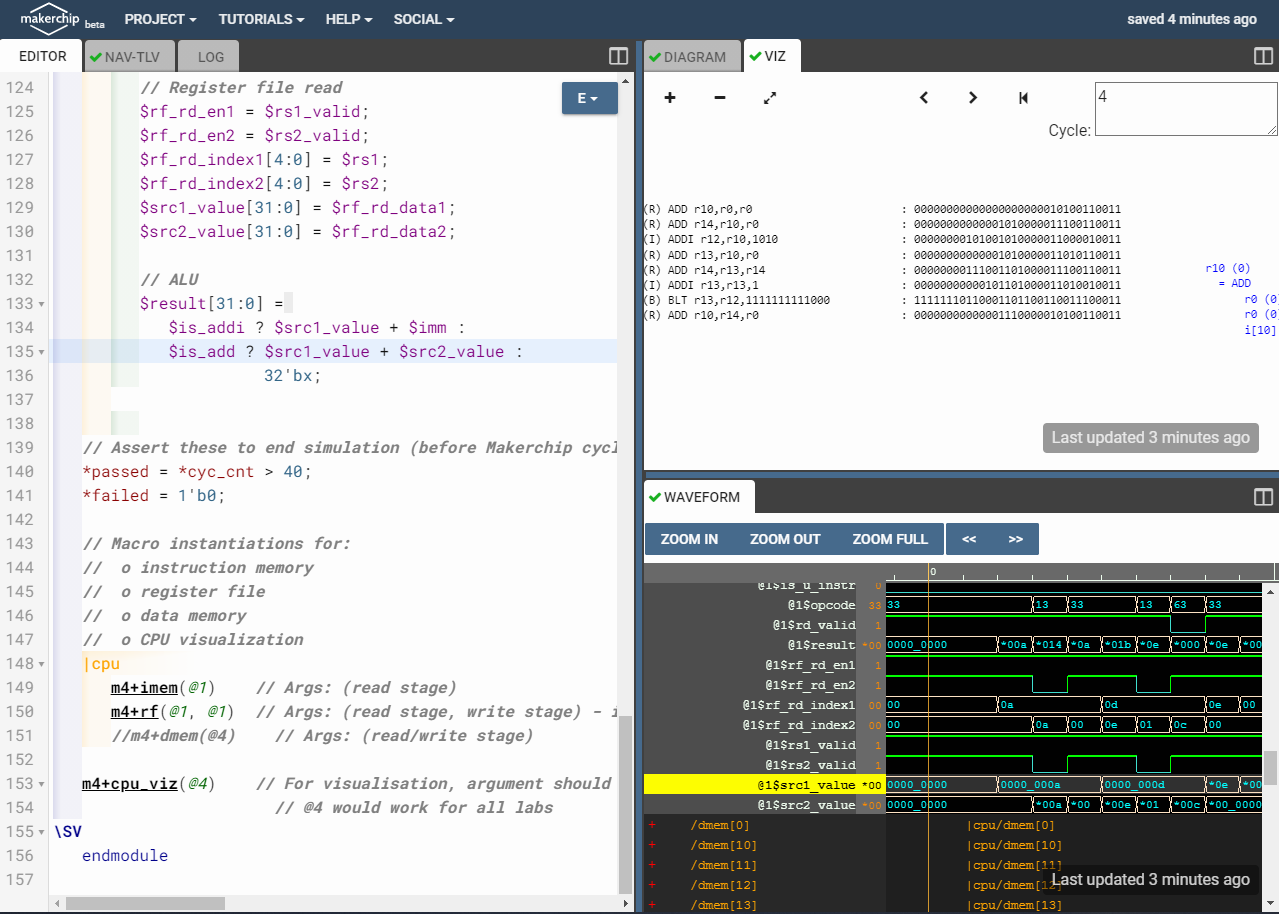 makerchip beta PROJECT TUTORIALS HELP SOCIAL saved 4 minutes ago
EDITOR NAV-TLV LOG
124 // Register file read
125 $rf_rd_en1 = $rs1_valid;
126 $rf_rd_en2 = $rs2_valid;
127 $rf_rd_index1[4:0] = $rs1;
128 $rf_rd_index2[4:0] = $rs2;
129 $src1_value[31:0] = $rf_rd_data1;
130 $src2_value[31:0] = $rf_rd_data2;
131
132 // ALU
133 $result[31:0] =
134 $is_addi ? $src1_value + $imm :
135 $is_add ? $src1_value + $src2_value :
136 32'bx;
137
138
139 // Assert these to end simulation (before Makerchip cycl
140 *passed = *cyc_cnt > 40;
141 *failed = 1'b0;
142
143 // Macro instantiations for:
144 // o instruction memory
145 // o register file
146 // o data memory
147 // o CPU visualization
148 |cpu
149 m4+imem(@1) // Args: (read stage)
150 m4+rf(@1, @1) // Args: (read stage, write stage) - i
151 //m4+dmem(@4) // Args: (read/write stage)
152
153 m4+cpu_viz(@4) // For visualisation, argument should
154 // @4 would work for all labs
155 \SV
156 endmodule
157
E
DIAGRAM VIZ
Cycle: 4
(R) ADD r10,r0,r0 : 00000000000000000000010100110011
(R) ADD r14,r10,r0 : 00000000000001010000011100110011
(I) ADDI r12,r10,1010 : 00000000101001010000011000010011
(R) ADD r13,r10,r0 : 00000000000001010000011010110011
(R) ADD r14,r13,r14 : 00000000111001101000011100110011
(I) ADDI r13,r13,1 : 00000000000101101000011010010011
(B) BLT r13,r12,1111111111000 : 11111110110001101100110011100011
(R) ADD r10,r14,r0 : 00000000000001110000010100110011
r10 (0)
= ADD
r0 (0)
r0 (0)
i[10]
Last updated 3 minutes ago
WAVEFORM
ZOOM IN ZOOM OUT ZOOM FULL << >>
0
@1$is_u_instr 0
@1$opcode 33 33 13 33 13 63 33
@1$rd_valid 1
@1$result *00 0000_0000 *00a *014 *0a *01b *0e *000 *0e *00
@1$rf_rd_en1 1
@1$rf_rd_en2 1
@1$rf_rd_index1 00 00 0a 0d 0e 00
@1$rf_rd_index2 00 00 0a 00 0e 01 0c 00
@1$rs1_valid 1
@1$rs2_valid 1
@1$src1_value *00 0000_0000 0000_000a 0000_000d *0e *00
@1$src2_value *00 0000_0000 *00a *00 *00e *01 *00c *00_0000
+ /dmem[0] |cpu/dmem[0]
+ /dmem[10] |cpu/dmem[10]
+ /dmem[11] |cpu/dmem[11]
+ /dmem[12] |cpu/dmem[12]
+ /dmem[13] |cpu/dmem[13]
Last updated 3 minutes ago